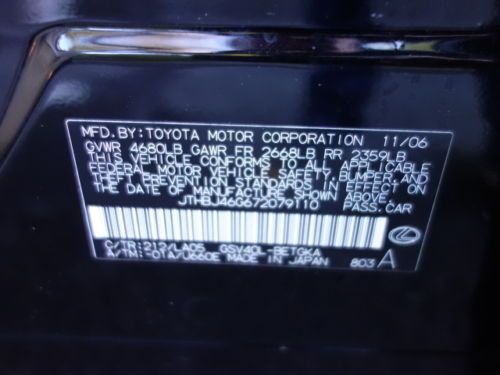 MFD. BY: TOYOTA MOTOR CORPORATION 11/06
GVWR 4680LB GAWR FR 2668LB RR 2359LB
THIS VEHICLE CONFORMS TO ALL APPLICABLE
FEDERAL MOTOR VEHICLE SAFETY, BUMPER, AND
THEFT PREVENTION STANDARDS IN EFFECT ON
THE DATE OF MANUFACTURE SHOWN ABOVE.
JTHBJ46G672079110 PASS. CAR
C/TR: 212/LA05 GSV40L-BETGKA
A/TM: -01A/U660E MADE IN JAPAN 803 A